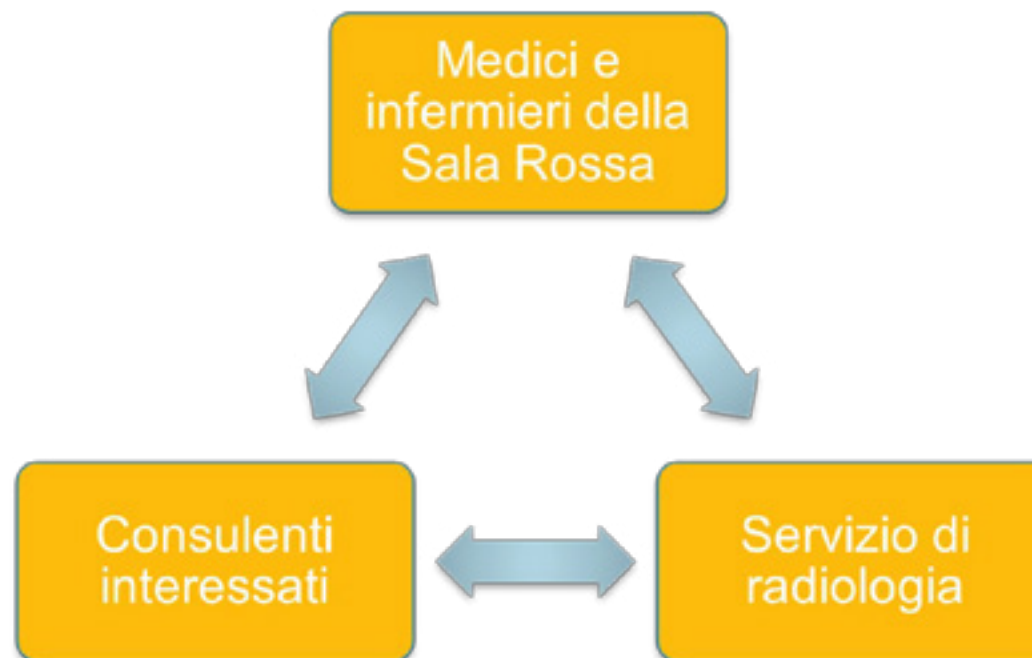 Medici e
infermieri della
Sala Rossa
Consulenti
interessati
Servizio di
radiologia